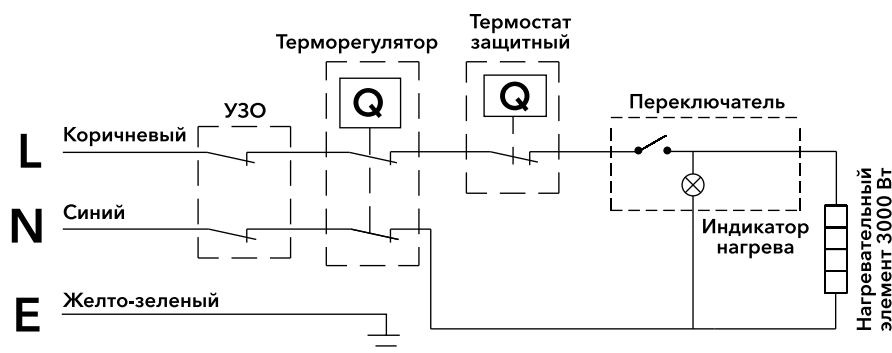 Термостат
защитный
Терморегулятор
Q
Q
УЗО
Переключатель
L
Коричневый
N
Синий
Индикатор
нагрева
Нагревательный
элемент 3000 Вт
E
Желто-зеленый